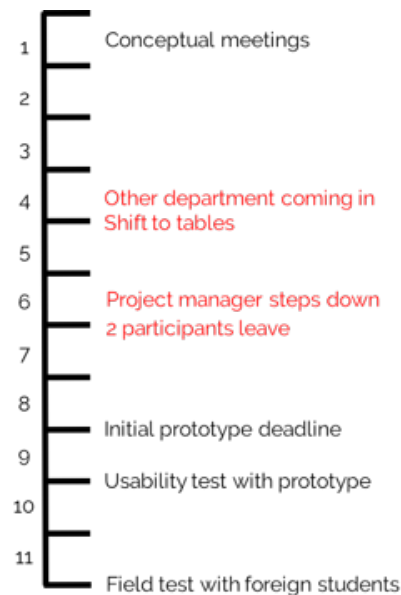 1
Conceptual meetings
2
3
4
Other department coming in
Shift to tables
5
6
Project manager steps down
2 participants leave
7
8
Initial prototype deadline
9
Usability test with prototype
10
11
Field test with foreign students